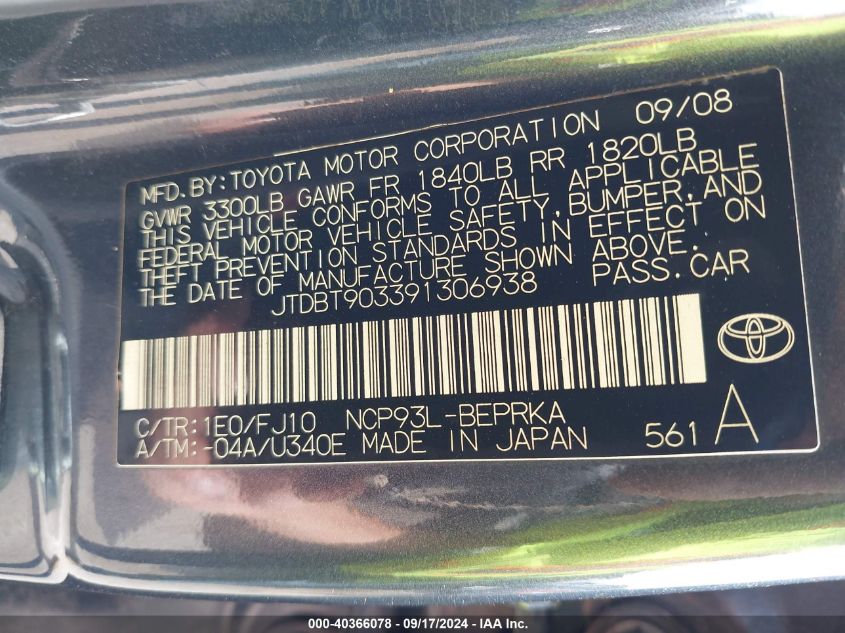 MFD. BY: TOYOTA MOTOR CORPORATION 09/08
GVWR 3300LB GAWR FR 1840LB RR 1820LB
THIS VEHICLE CONFORMS TO ALL APPLICABLE
FEDERAL MOTOR VEHICLE SAFETY, BUMPER, AND
THEFT PREVENTION STANDARDS IN EFFECT ON
THE DATE OF MANUFACTURE SHOWN ABOVE.
JTDBT903391306938 PASS. CAR
C/TR: 1E0/FJ10 NCP93L-BEPRKA
A/TM: -04A/U340E MADE IN JAPAN 561 A
000-40366078 - 09/17/2024 - IAA Inc.